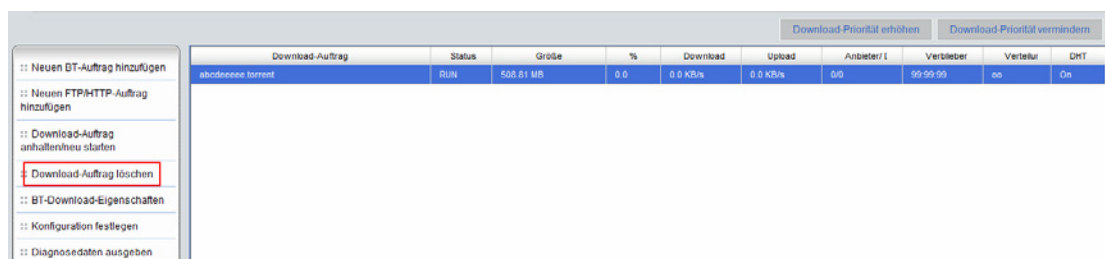 Download-Priorität erhöhen Download-Priorität vermindern
Download-Auftrag Status Größe % Download Upload Anbieter/ I Verblieber Verteilur DHT
abcdeeeee.torrent RUN 508.81 MB 0.0 0.0 KB/s 0.0 KB/s 0/0 99:99:99 oo On
:: Neuen BT-Auftrag hinzufügen
:: Neuen FTP/HTTP-Auftrag
hinzufügen
:: Download-Auftrag
anhalten/neu starten
:: Download-Auftrag löschen
:: BT-Download-Eigenschaften
:: Konfiguration festlegen
:: Diagnosedaten ausgeben